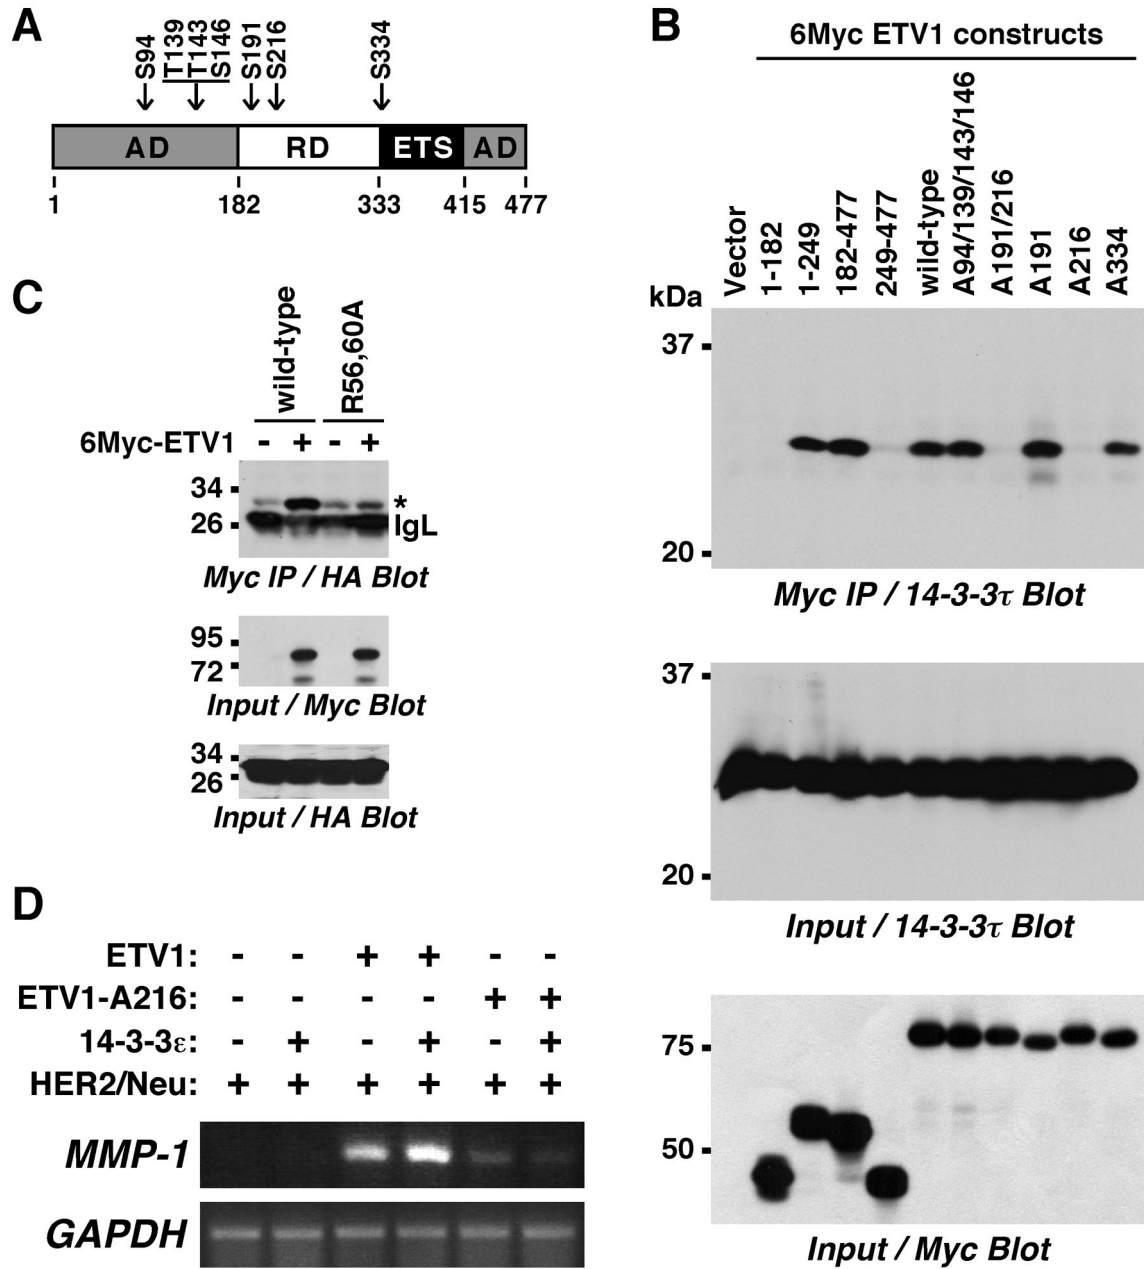 A
S94
T139
T143
S146
S191
S216
S334
AD RD ETS AD
1 182 333 415 477
B
6Myc ETV1 constructs
Vector
1-182
1-249
182-477
249-477
wild-type
A94/139/143/146
A191/216
A191
A216
A334
kDa
37
20
Myc IP / 14-3-3τ Blot
37
20
Input / 14-3-3τ Blot
75
50
Input / Myc Blot
C
wild-type
R56,60A
6Myc-ETV1 - + - +
34 *
26 IgL
Myc IP / HA Blot
95
72
Input / Myc Blot
34
26
Input / HA Blot
D
ETV1: - - + + - -
ETV1-A216: - - - - + +
14-3-3ε: - + - + - +
HER2/Neu: + + + + + +
MMP-1
GAPDH